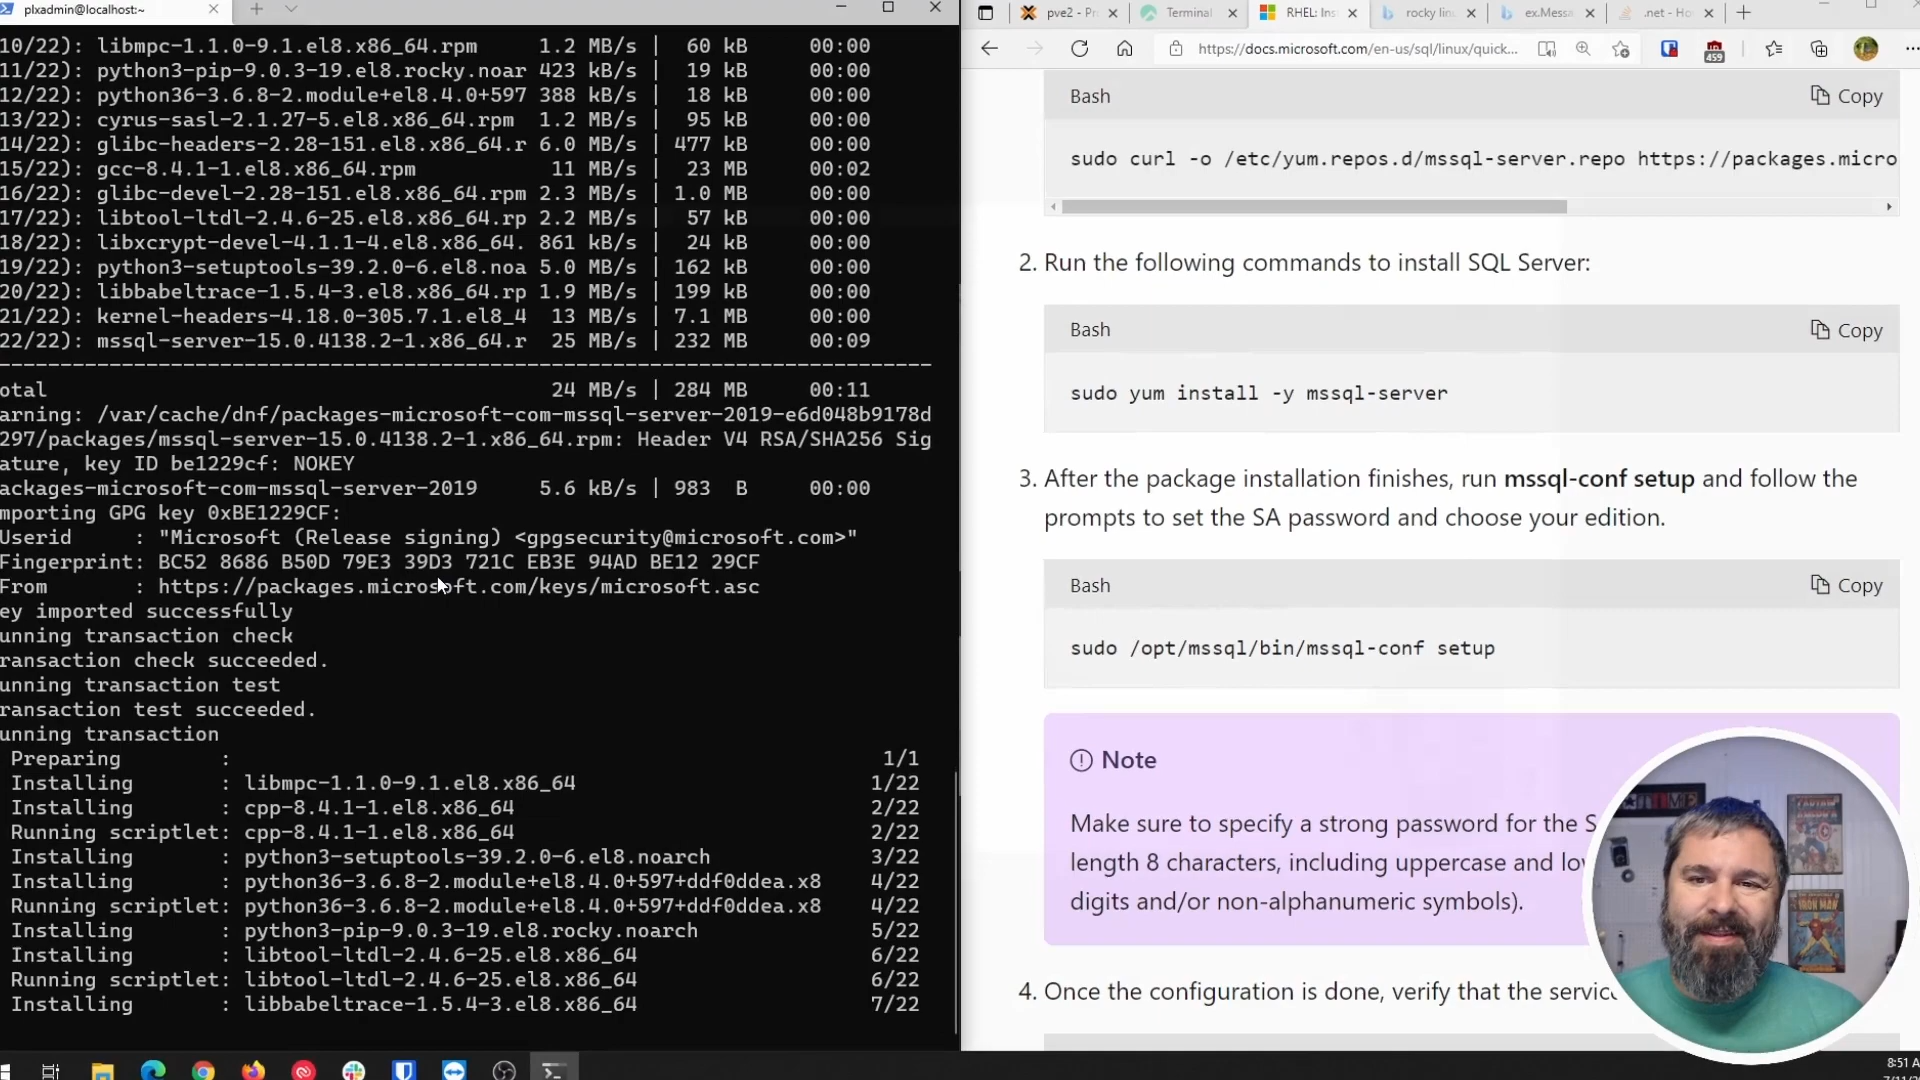 plxadmin@localhost:~
10/22): libmpc-1.1.0-9.1.el8.x86_64.rpm 1.2 MB/s | 60 kB 00:00
11/22): python3-pip-9.0.3-19.el8.rocky.noar 423 kB/s | 19 kB 00:00
12/22): python36-3.6.8-2.module+el8.4.0+597 388 kB/s | 18 kB 00:00
13/22): cyrus-sasl-2.1.27-5.el8.x86_64.rpm 1.2 MB/s | 95 kB 00:00
14/22): glibc-headers-2.28-151.el8.x86_64.r 6.0 MB/s | 477 kB 00:00
15/22): gcc-8.4.1-1.el8.x86_64.rpm 11 MB/s | 23 MB 00:02
16/22): glibc-devel-2.28-151.el8.x86_64.rpm 2.3 MB/s | 1.0 MB 00:00
17/22): libtool-ltdl-2.4.6-25.el8.x86_64.rp 2.2 MB/s | 57 kB 00:00
18/22): libxcrypt-devel-4.1.1-4.el8.x86_64. 861 kB/s | 24 kB 00:00
19/22): python3-setuptools-39.2.0-6.el8.noa 5.0 MB/s | 162 kB 00:00
20/22): libbabeltrace-1.5.4-3.el8.x86_64.rp 1.9 MB/s | 199 kB 00:00
21/22): kernel-headers-4.18.0-305.7.1.el8_4 13 MB/s | 7.1 MB 00:00
22/22): mssql-server-15.0.4138.2-1.x86_64.r 25 MB/s | 232 MB 00:09
otal 24 MB/s | 284 MB 00:11
arning: /var/cache/dnf/packages-microsoft-com-mssql-server-2019-e6d048b9178d
297/packages/mssql-server-15.0.4138.2-1.x86_64.rpm: Header V4 RSA/SHA256 Sig
ature, key ID be1229cf: NOKEY
ackages-microsoft-com-mssql-server-2019 5.6 kB/s | 983 B 00:00
mporting GPG key 0xBE1229CF:
Userid : "Microsoft (Release signing) <gpgsecurity@microsoft.com>"
Fingerprint: BC52 8686 B50D 79E3 39D3 721C EB3E 94AD BE12 29CF
From : https://packages.microsoft.com/keys/microsoft.asc
ey imported successfully
unning transaction check
ransaction check succeeded.
unning transaction test
ransaction test succeeded.
unning transaction
Preparing : 1/1
Installing : libmpc-1.1.0-9.1.el8.x86_64 1/22
Installing : cpp-8.4.1-1.el8.x86_64 2/22
Running scriptlet: cpp-8.4.1-1.el8.x86_64 2/22
Installing : python3-setuptools-39.2.0-6.el8.noarch 3/22
Installing : python36-3.6.8-2.module+el8.4.0+597+ddf0ddea.x8 4/22
Running scriptlet: python36-3.6.8-2.module+el8.4.0+597+ddf0ddea.x8 4/22
Installing : python3-pip-9.0.3-19.el8.rocky.noarch 5/22
Installing : libtool-ltdl-2.4.6-25.el8.x86_64 6/22
Running scriptlet: libtool-ltdl-2.4.6-25.el8.x86_64 6/22
Installing : libbabeltrace-1.5.4-3.el8.x86_64 7/22
pve2 - P Terminal RHEL: Ins rocky lin ex.Messa .net - Ho
https://docs.microsoft.com/en-us/sql/linux/quick...
459
Bash Copy
sudo curl -o /etc/yum.repos.d/mssql-server.repo https://packages.micro
2. Run the following commands to install SQL Server:
Bash Copy
sudo yum install -y mssql-server
3. After the package installation finishes, run mssql-conf setup and follow the
prompts to set the SA password and choose your edition.
Bash Copy
sudo /opt/mssql/bin/mssql-conf setup
Note
Make sure to specify a strong password for the S
length 8 characters, including uppercase and lo
digits and/or non-alphanumeric symbols).
4. Once the configuration is done, verify that the servic
CAPTAIN
IRON MAN
8:51 A